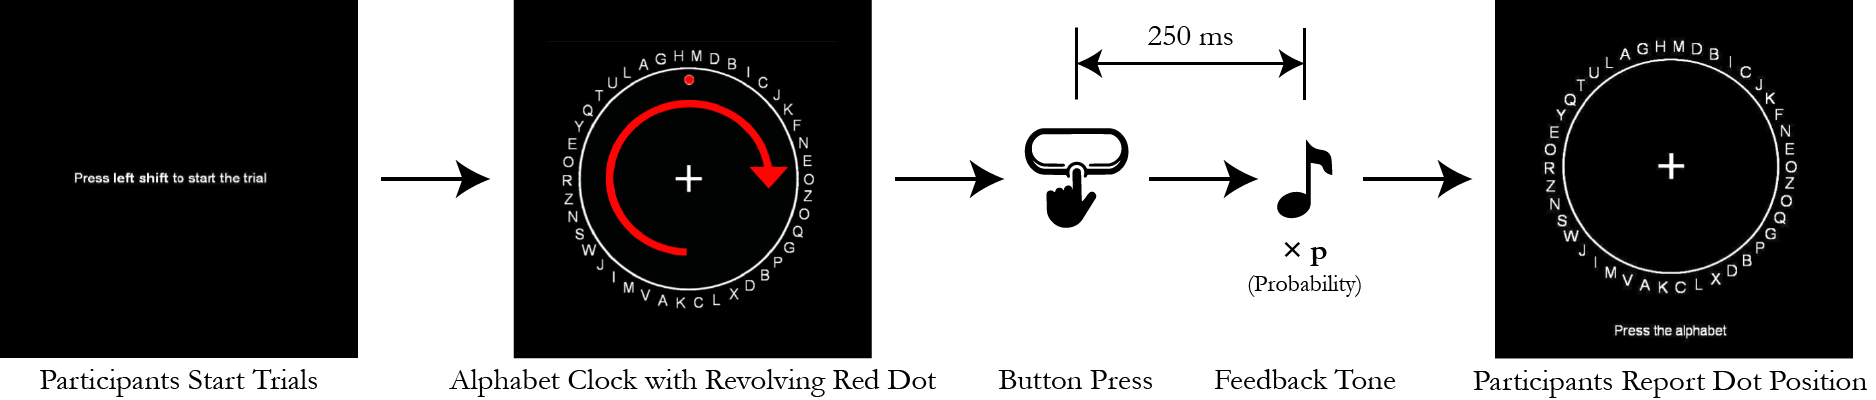 Press left shift to start the trial
Participants Start Trials
A G H M D B I C J K F N E O Z O Q G P B D X L C K A V M I J W S N Z R O E Y Q T U L
Alphabet Clock with Revolving Red Dot
Button Press
250 ms
× p
(Probability)
Feedback Tone
A G H M D B I C J K F N E O Z O Q G P B D X L C K A V M I J W S N Z R O E Y Q T U L
Press the alphabet
Participants Report Dot Position